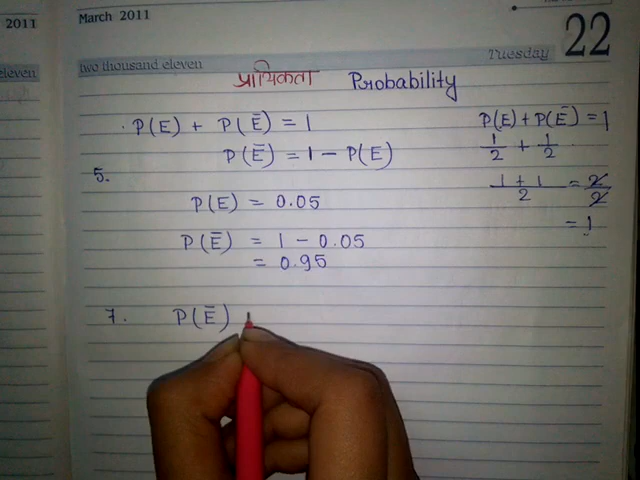 2011
March 2011
22
Tuesday
eleven
two thousand eleven
प्रायिकता Probability
P(E) + P(Ē) = 1
P(Ē) = 1 - P(E)
P(E) + P(Ē) = 1
1/2 + 1/2
1 + 1 / 2 = 2/2
= 1
5.
P(E) = 0.05
P(Ē) = 1 - 0.05
= 0.95
7. P(Ē)